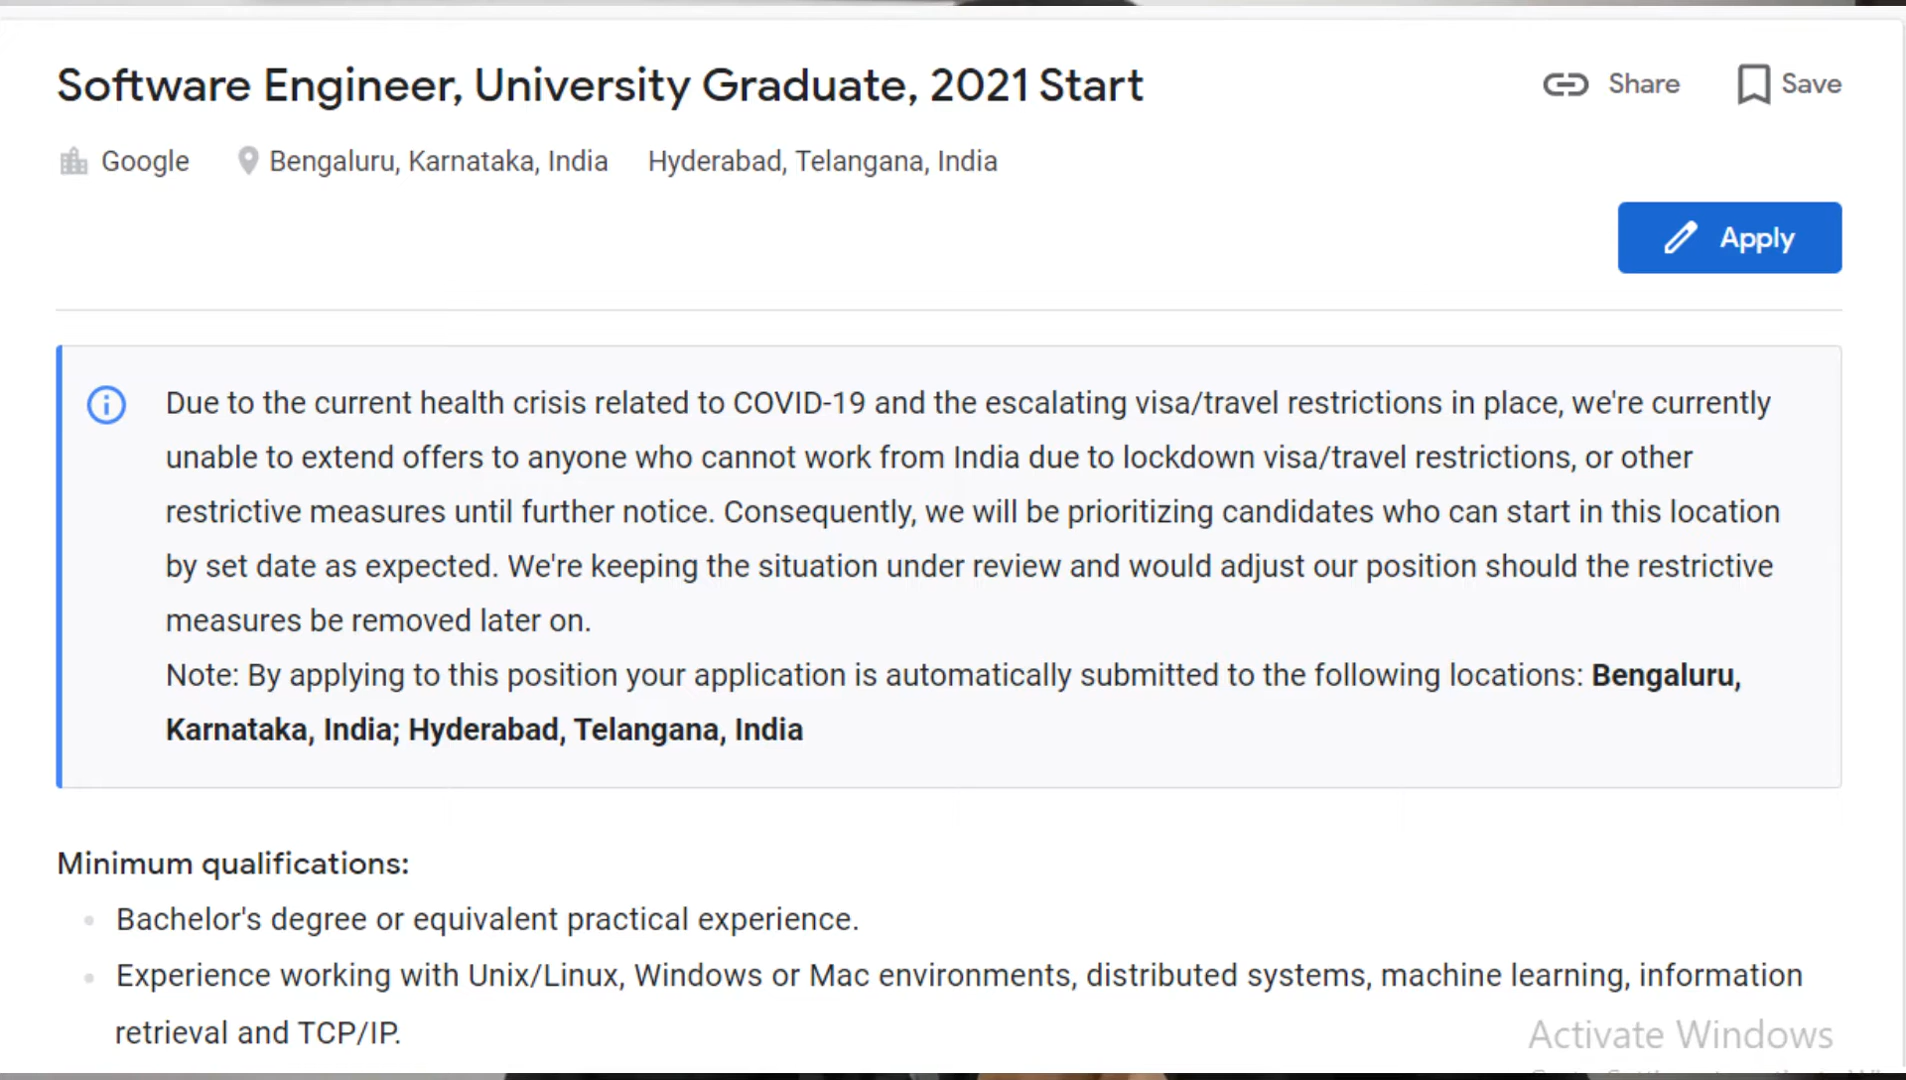 Software Engineer, University Graduate, 2021 Start
Share
Save
Google
Bengaluru, Karnataka, India
Hyderabad, Telangana, India
Apply
Due to the current health crisis related to COVID-19 and the escalating visa/travel restrictions in place, we're currently
unable to extend offers to anyone who cannot work from India due to lockdown visa/travel restrictions, or other
restrictive measures until further notice. Consequently, we will be prioritizing candidates who can start in this location
by set date as expected. We're keeping the situation under review and would adjust our position should the restrictive
measures be removed later on.
Note: By applying to this position your application is automatically submitted to the following locations: Bengaluru,
Karnataka, India; Hyderabad, Telangana, India
Minimum qualifications:
Bachelor's degree or equivalent practical experience.
Experience working with Unix/Linux, Windows or Mac environments, distributed systems, machine learning, information
retrieval and TCP/IP.
Activate Windows